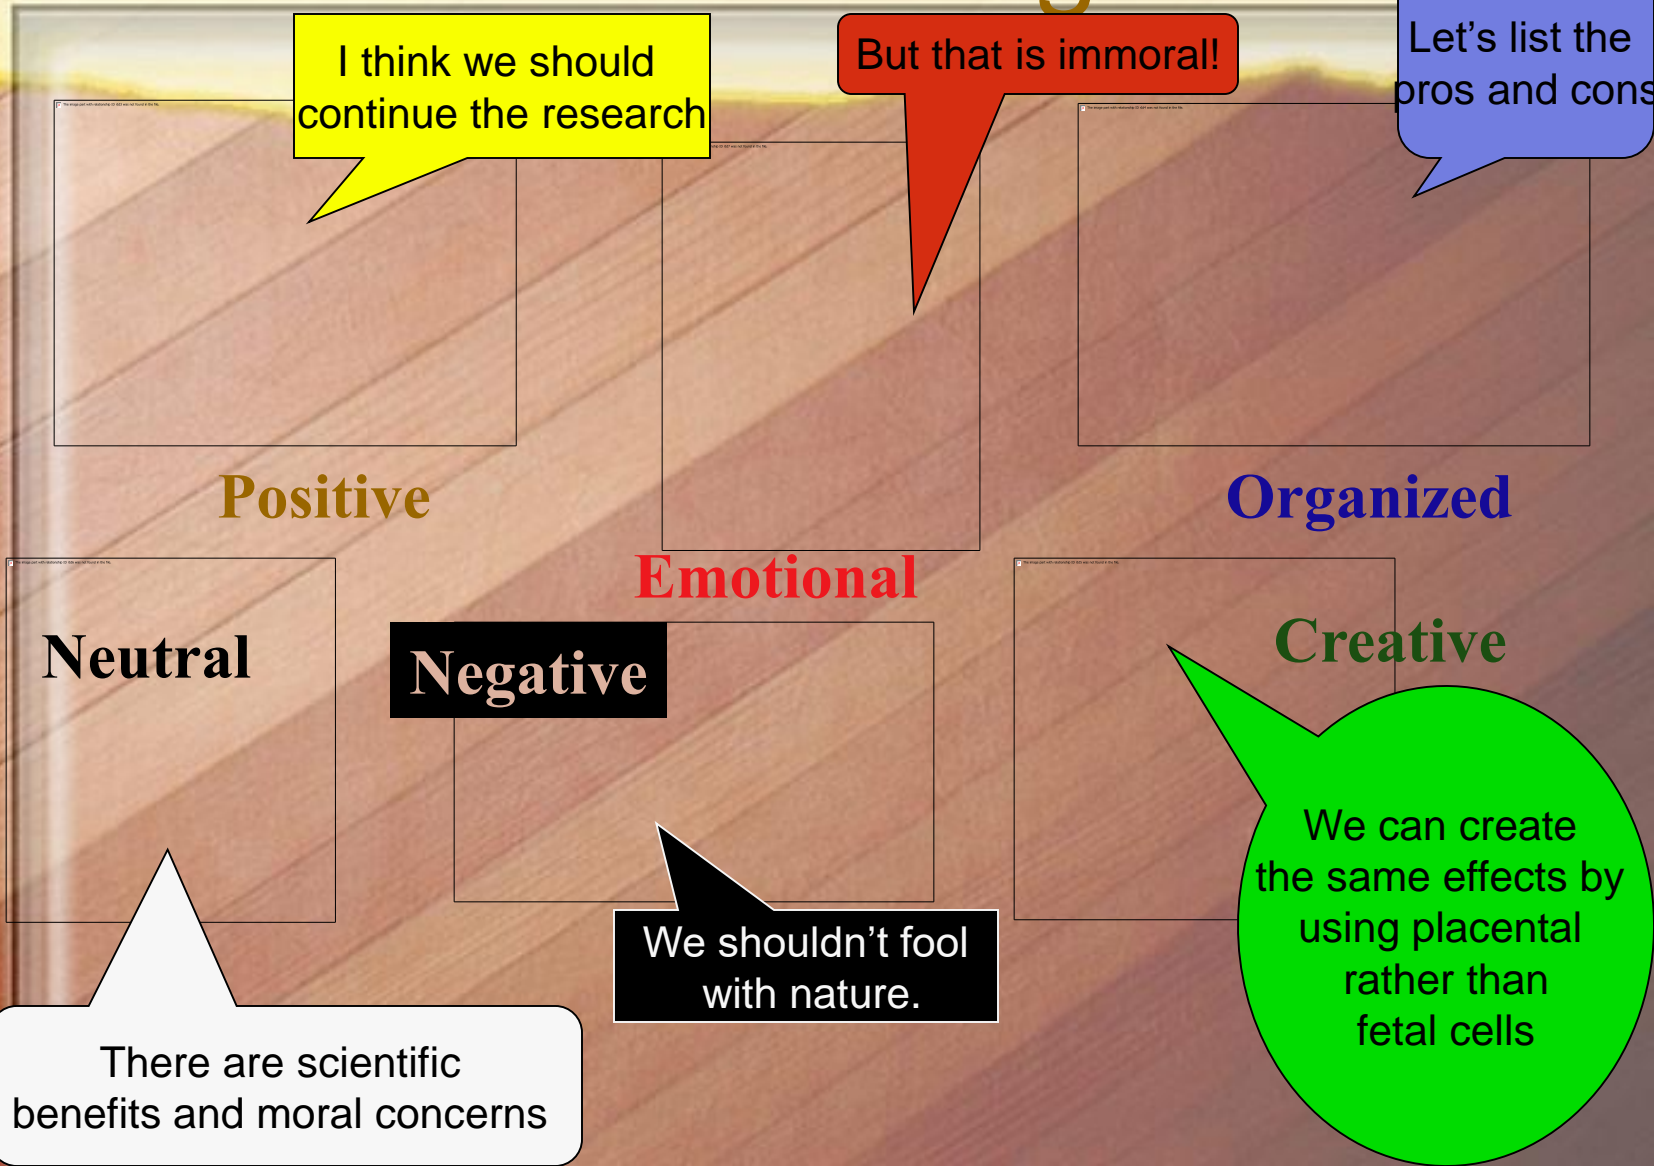 I think we should
continue the research
But that is immoral!
Let’s list the
pros and cons
Positive
Organized
Emotional
Neutral
Negative
Creative
We can create
the same effects by
using placental
rather than
fetal cells
We shouldn’t fool
with nature.
There are scientific
benefits and moral concerns